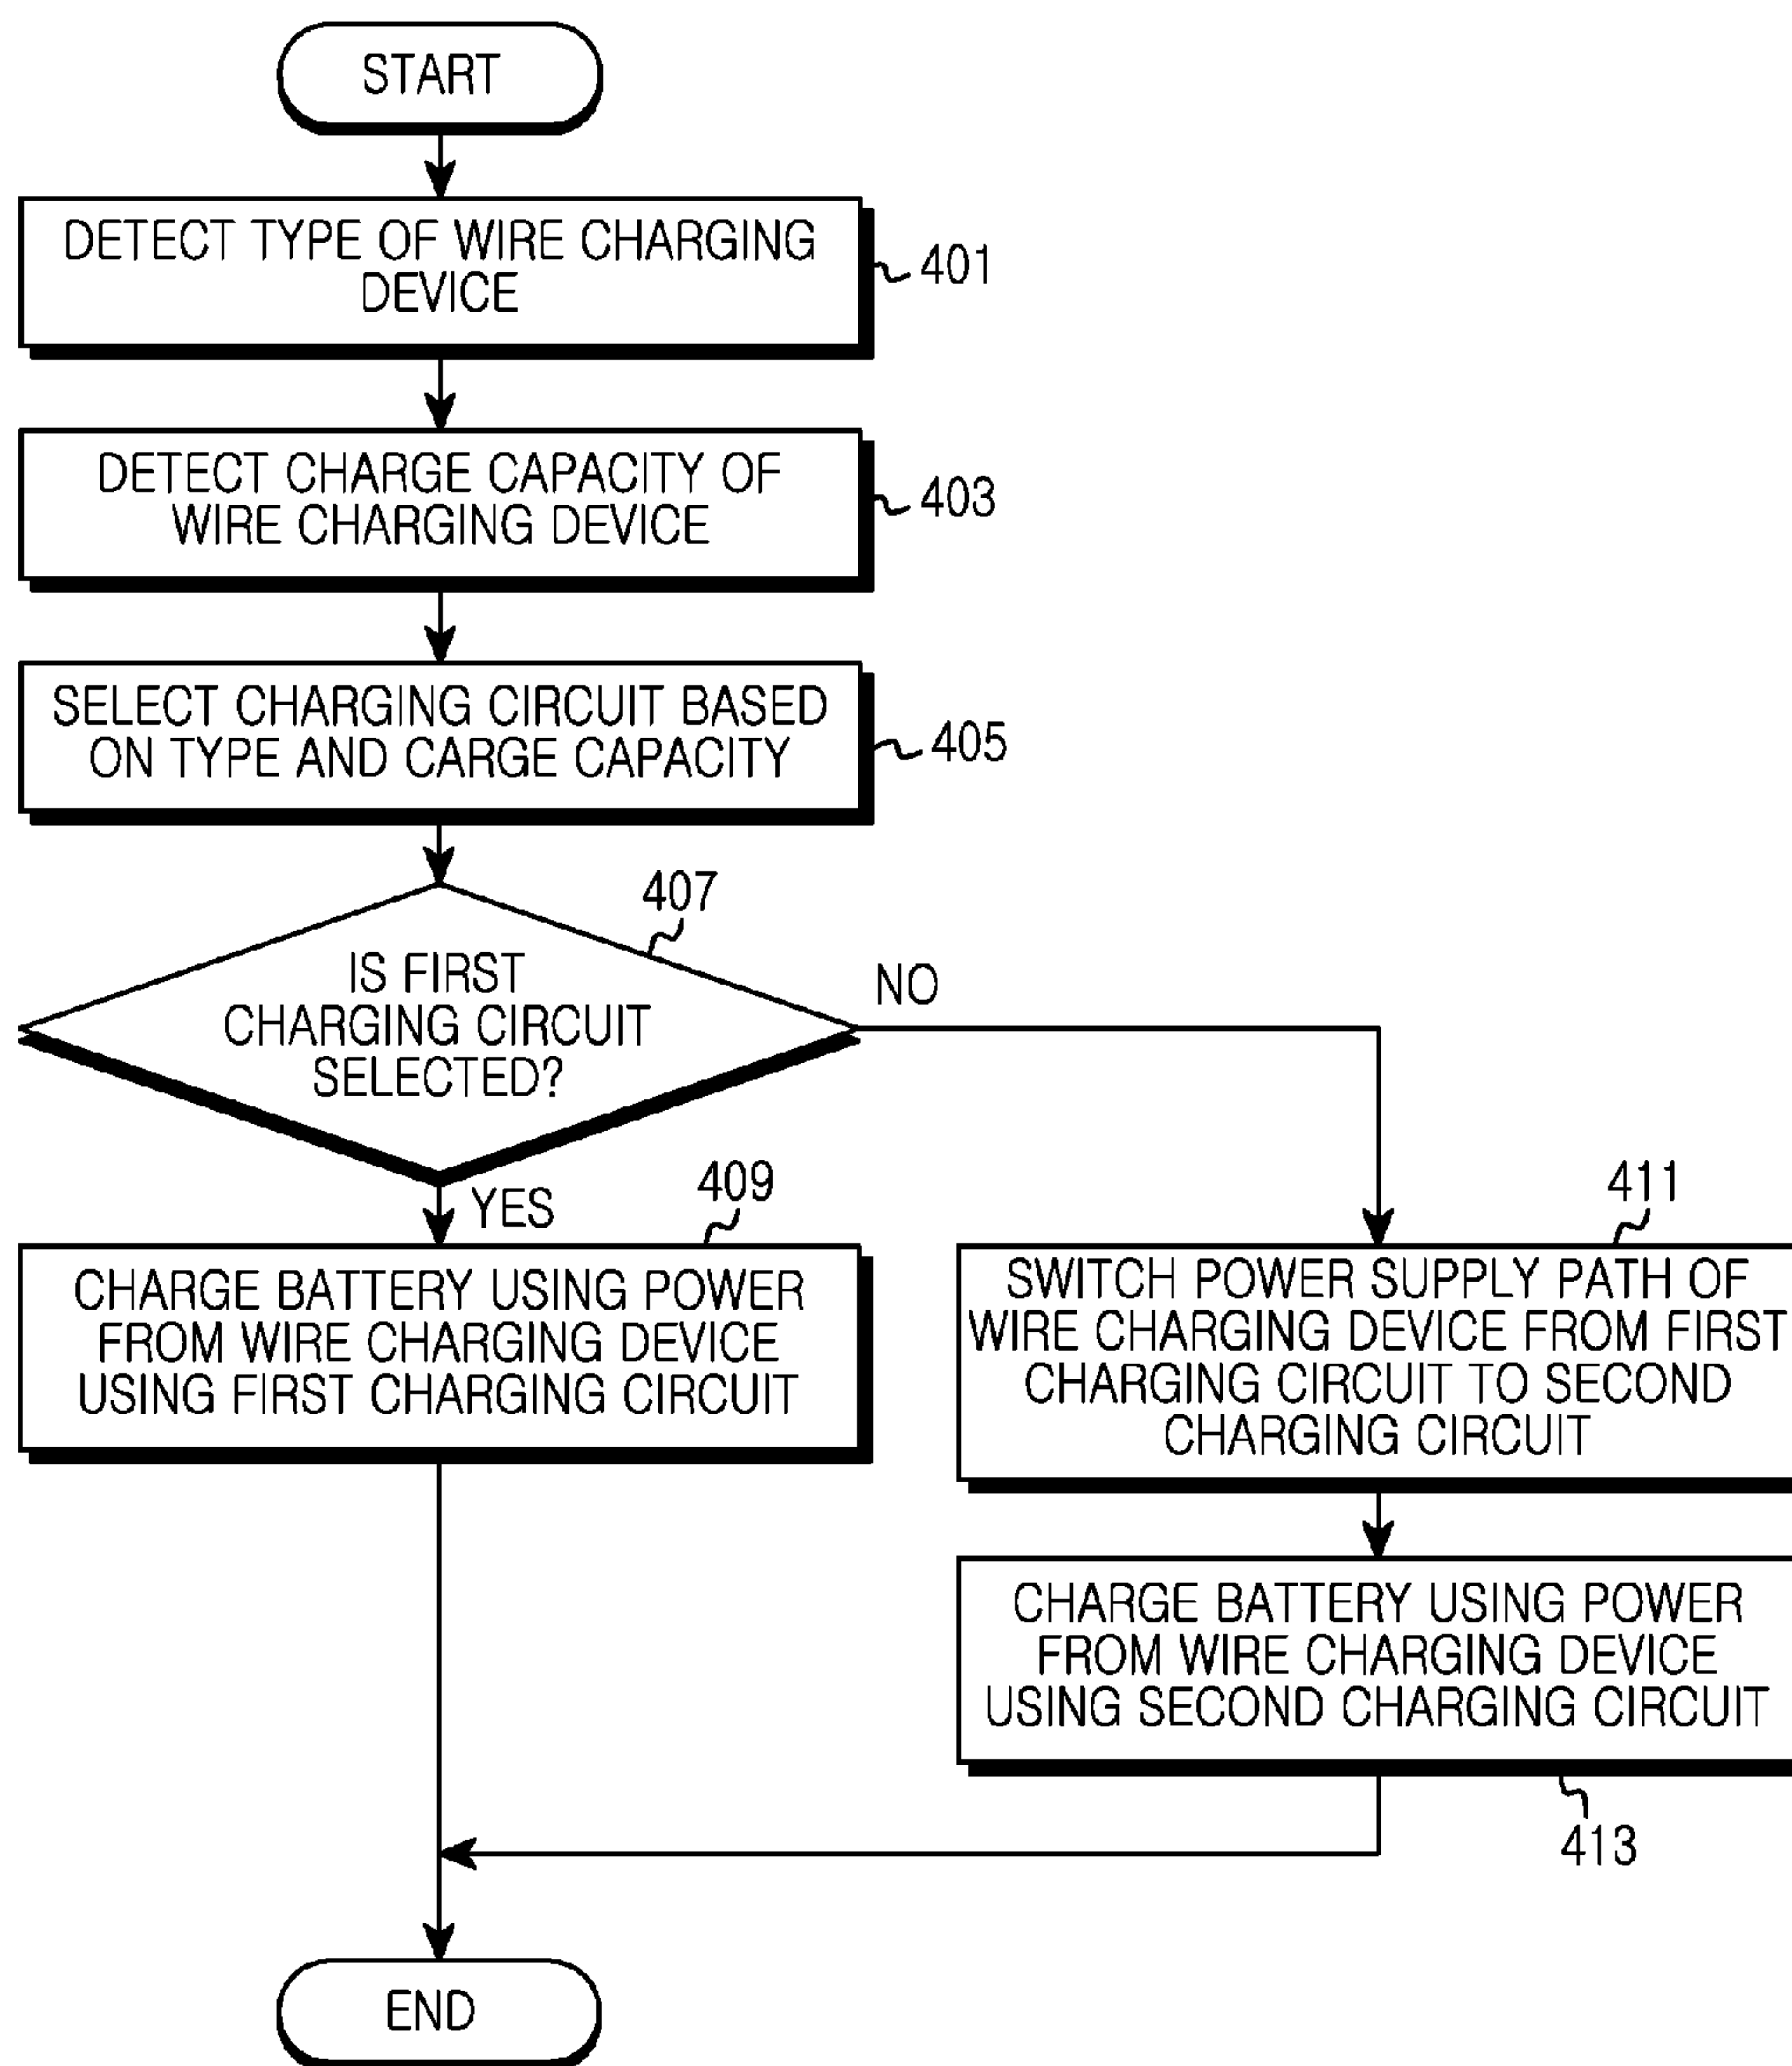 START
DETECT TYPE OF WIRE CHARGING
DEVICE
401
DETECT CHARGE CAPACITY OF
WIRE CHARGING DEVICE
403
SELECT CHARGING CIRCUIT BASED
ON TYPE AND CARGE CAPACITY
405
407
IS FIRST
CHARGING CIRCUIT
SELECTED?
NO
YES
409
CHARGE BATTERY USING POWER
FROM WIRE CHARGING DEVICE
USING FIRST CHARGING CIRCUIT
411
SWITCH POWER SUPPLY PATH OF
WIRE CHARGING DEVICE FROM FIRST
CHARGING CIRCUIT TO SECOND
CHARGING CIRCUIT
CHARGE BATTERY USING POWER
FROM WIRE CHARGING DEVICE
USING SECOND CHARGING CIRCUIT
413
END